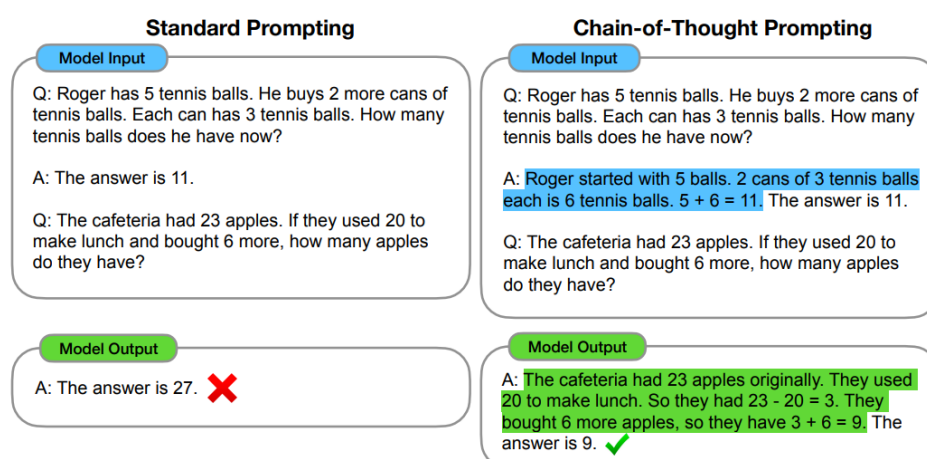 Standard Prompting
Model Input
Q: Roger has 5 tennis balls. He buys 2 more cans of
tennis balls. Each can has 3 tennis balls. How many
tennis balls does he have now?
A: The answer is 11.
Q: The cafeteria had 23 apples. If they used 20 to
make lunch and bought 6 more, how many apples
do they have?
Model Output
A: The answer is 27.
Chain-of-Thought Prompting
Model Input
Q: Roger has 5 tennis balls. He buys 2 more cans of
tennis balls. Each can has 3 tennis balls. How many
tennis balls does he have now?
A: Roger started with 5 balls. 2 cans of 3 tennis balls
each is 6 tennis balls. 5 + 6 = 11. The answer is 11.
Q: The cafeteria had 23 apples. If they used 20 to
make lunch and bought 6 more, how many apples
do they have?
Model Output
A: The cafeteria had 23 apples originally. They used
20 to make lunch. So they had 23 - 20 = 3. They
bought 6 more apples, so they have 3 + 6 = 9. The
answer is 9.